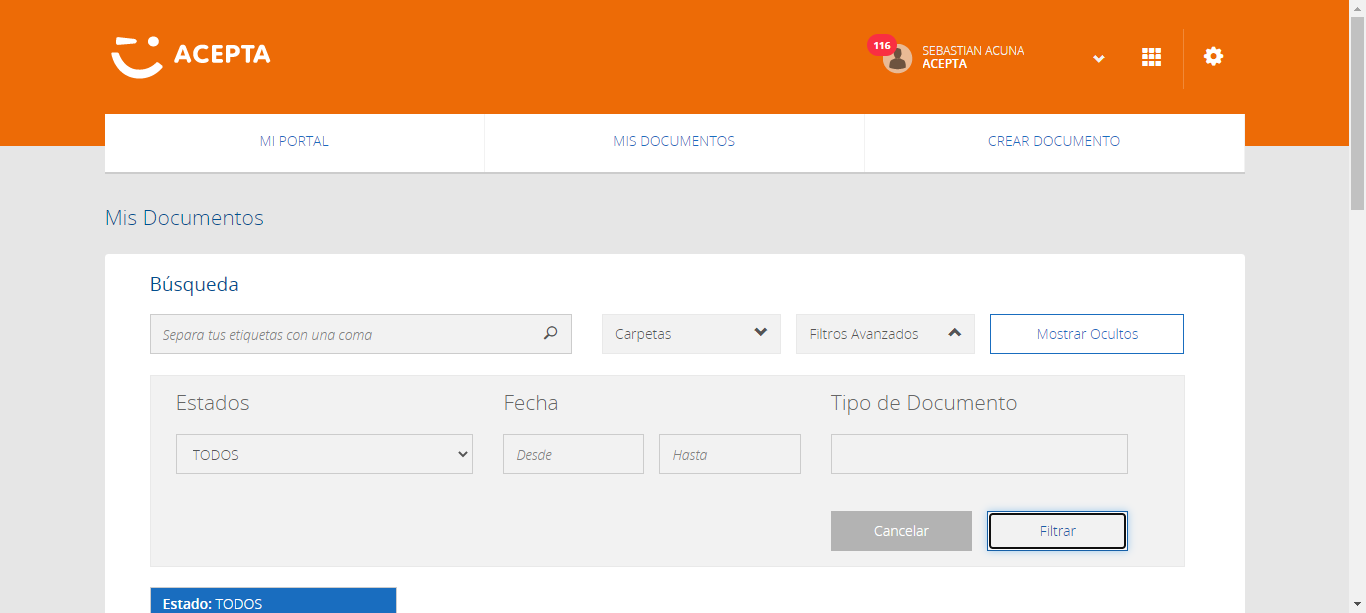 ACEPTA
116
SEBASTIAN ACUNA
ACEPTA
MI PORTAL
MIS DOCUMENTOS
CREAR DOCUMENTO
Mis Documentos
Búsqueda
Separa tus etiquetas con una coma
Carpetas
Filtros Avanzados
Mostrar Ocultos
Estados
Fecha
Tipo de Documento
TODOS
Desde
Hasta
Cancelar
Filtrar
Estado: TODOS